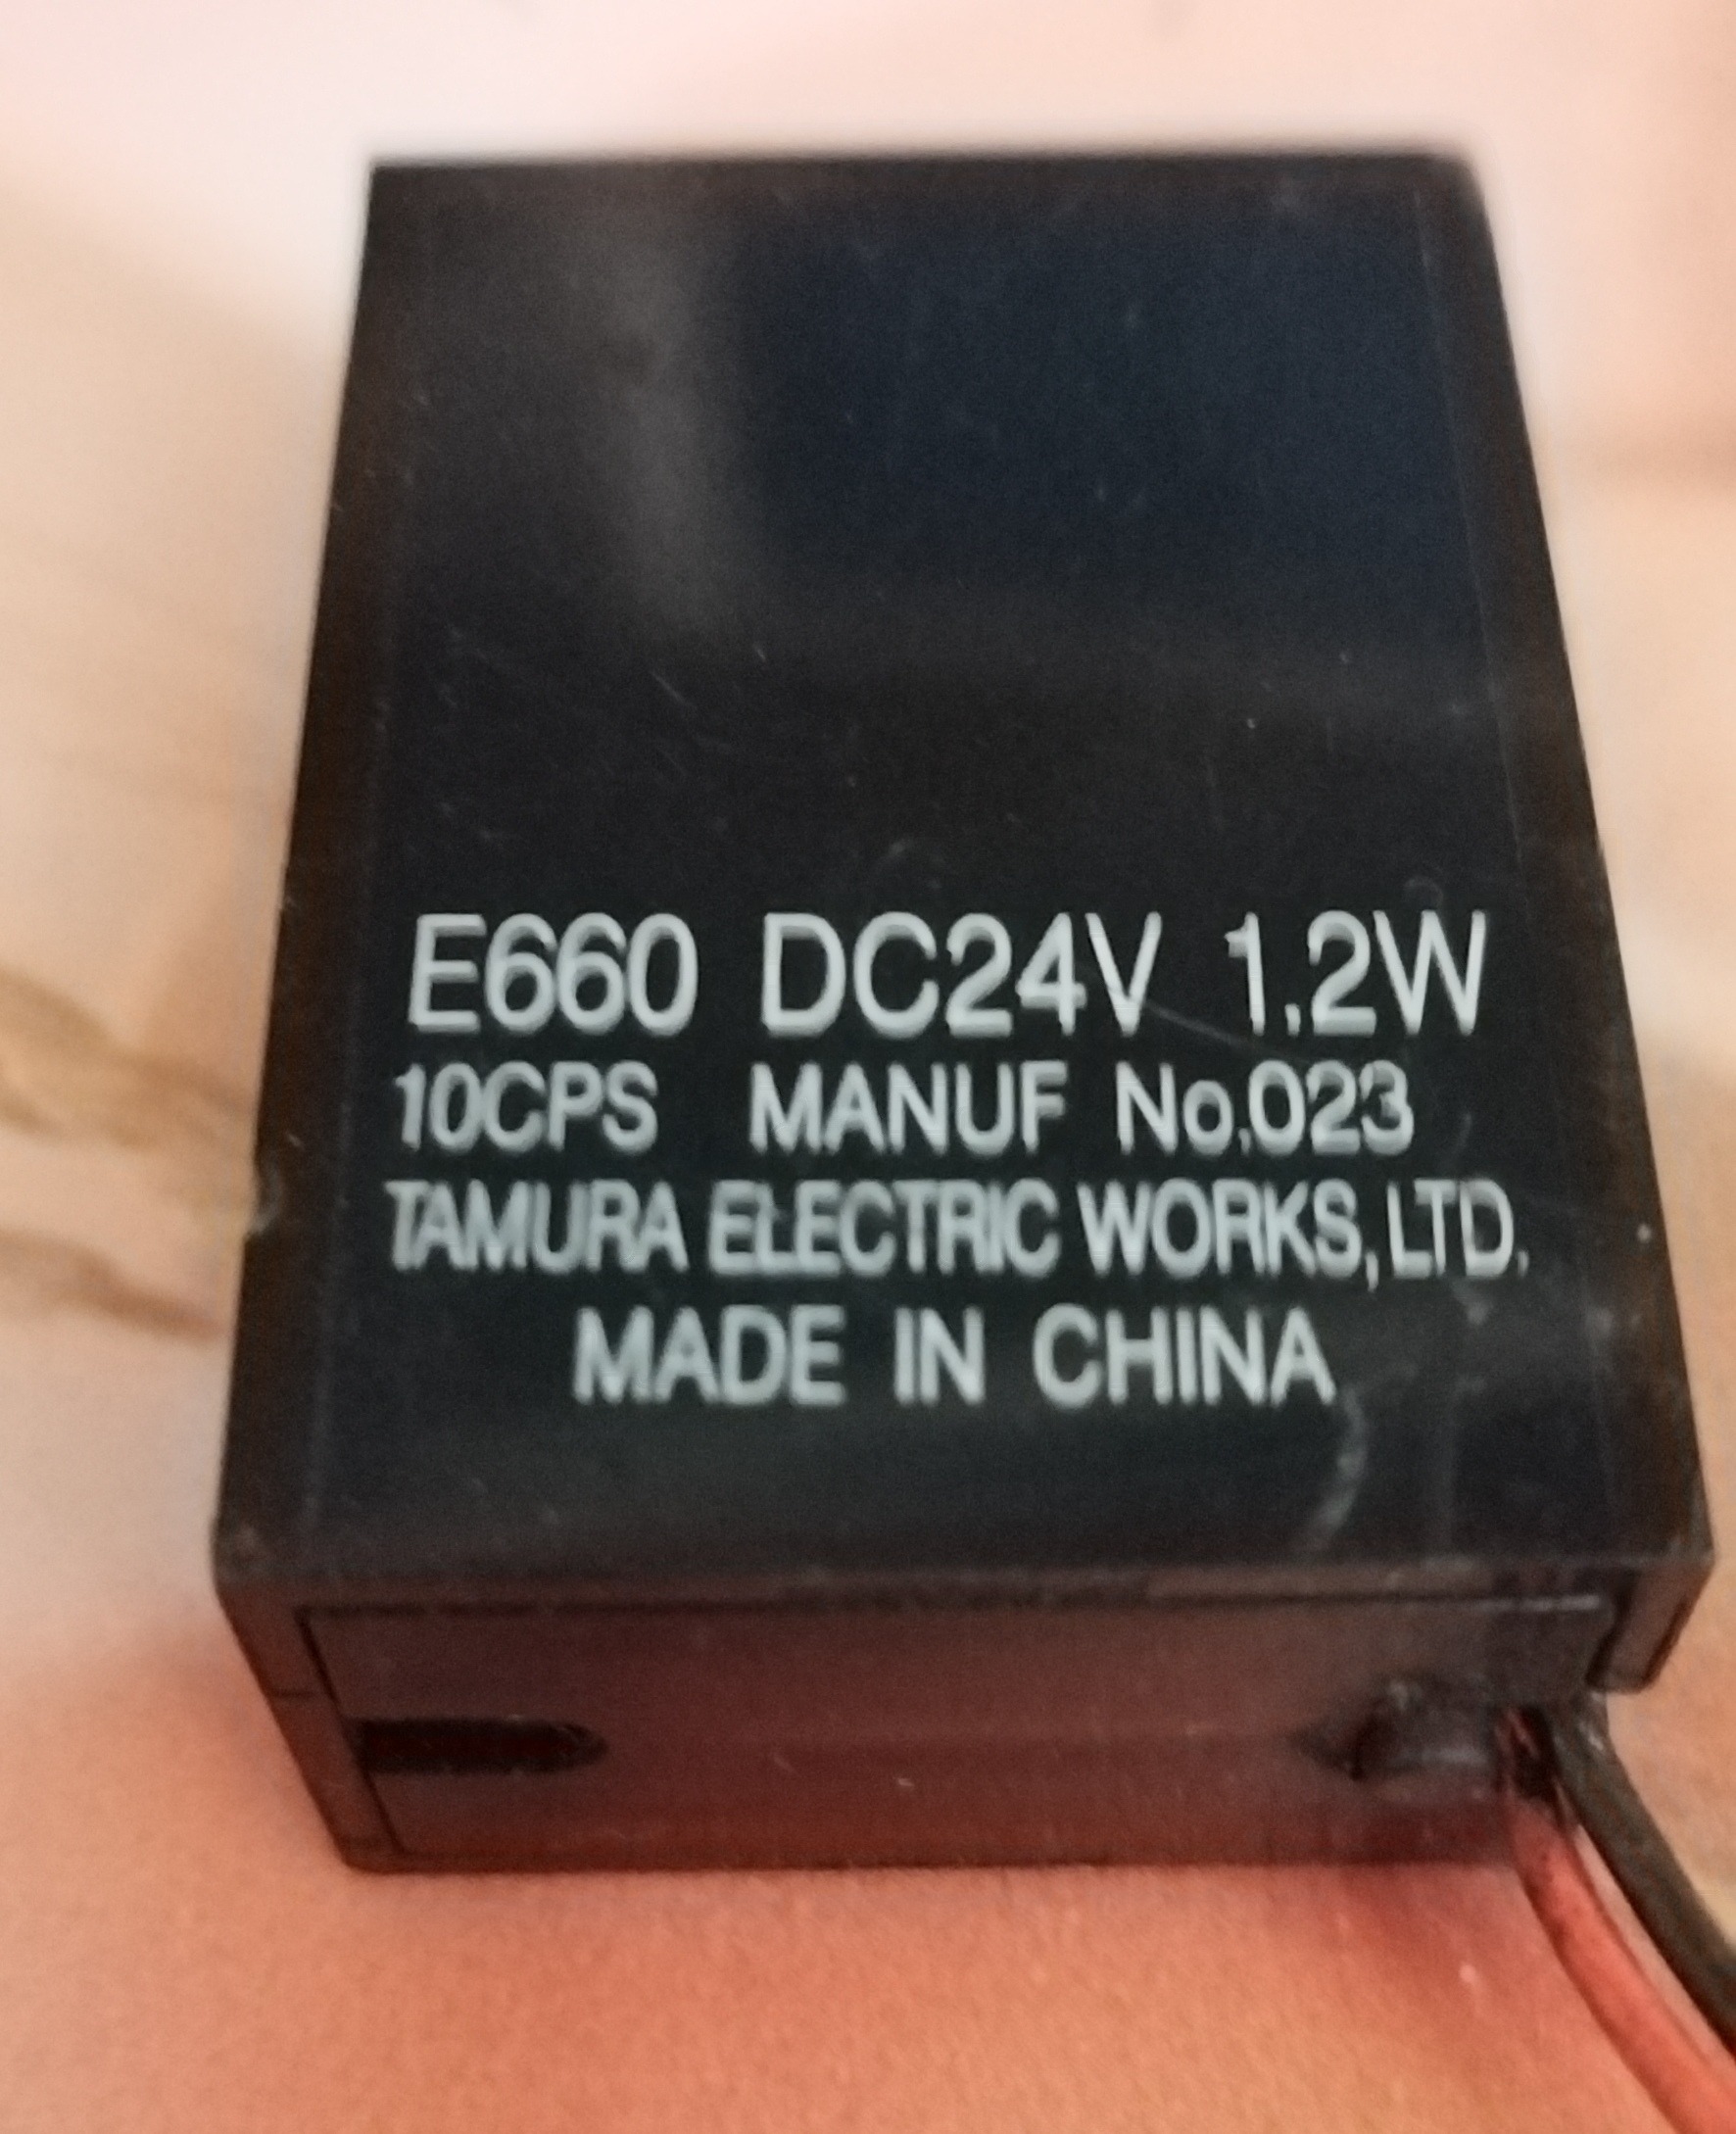 E660 DC24V 1.2W
10CPS MANUF No.023
TAMURA ELECTRIC WORKS,LTD.
MADE IN CHINA